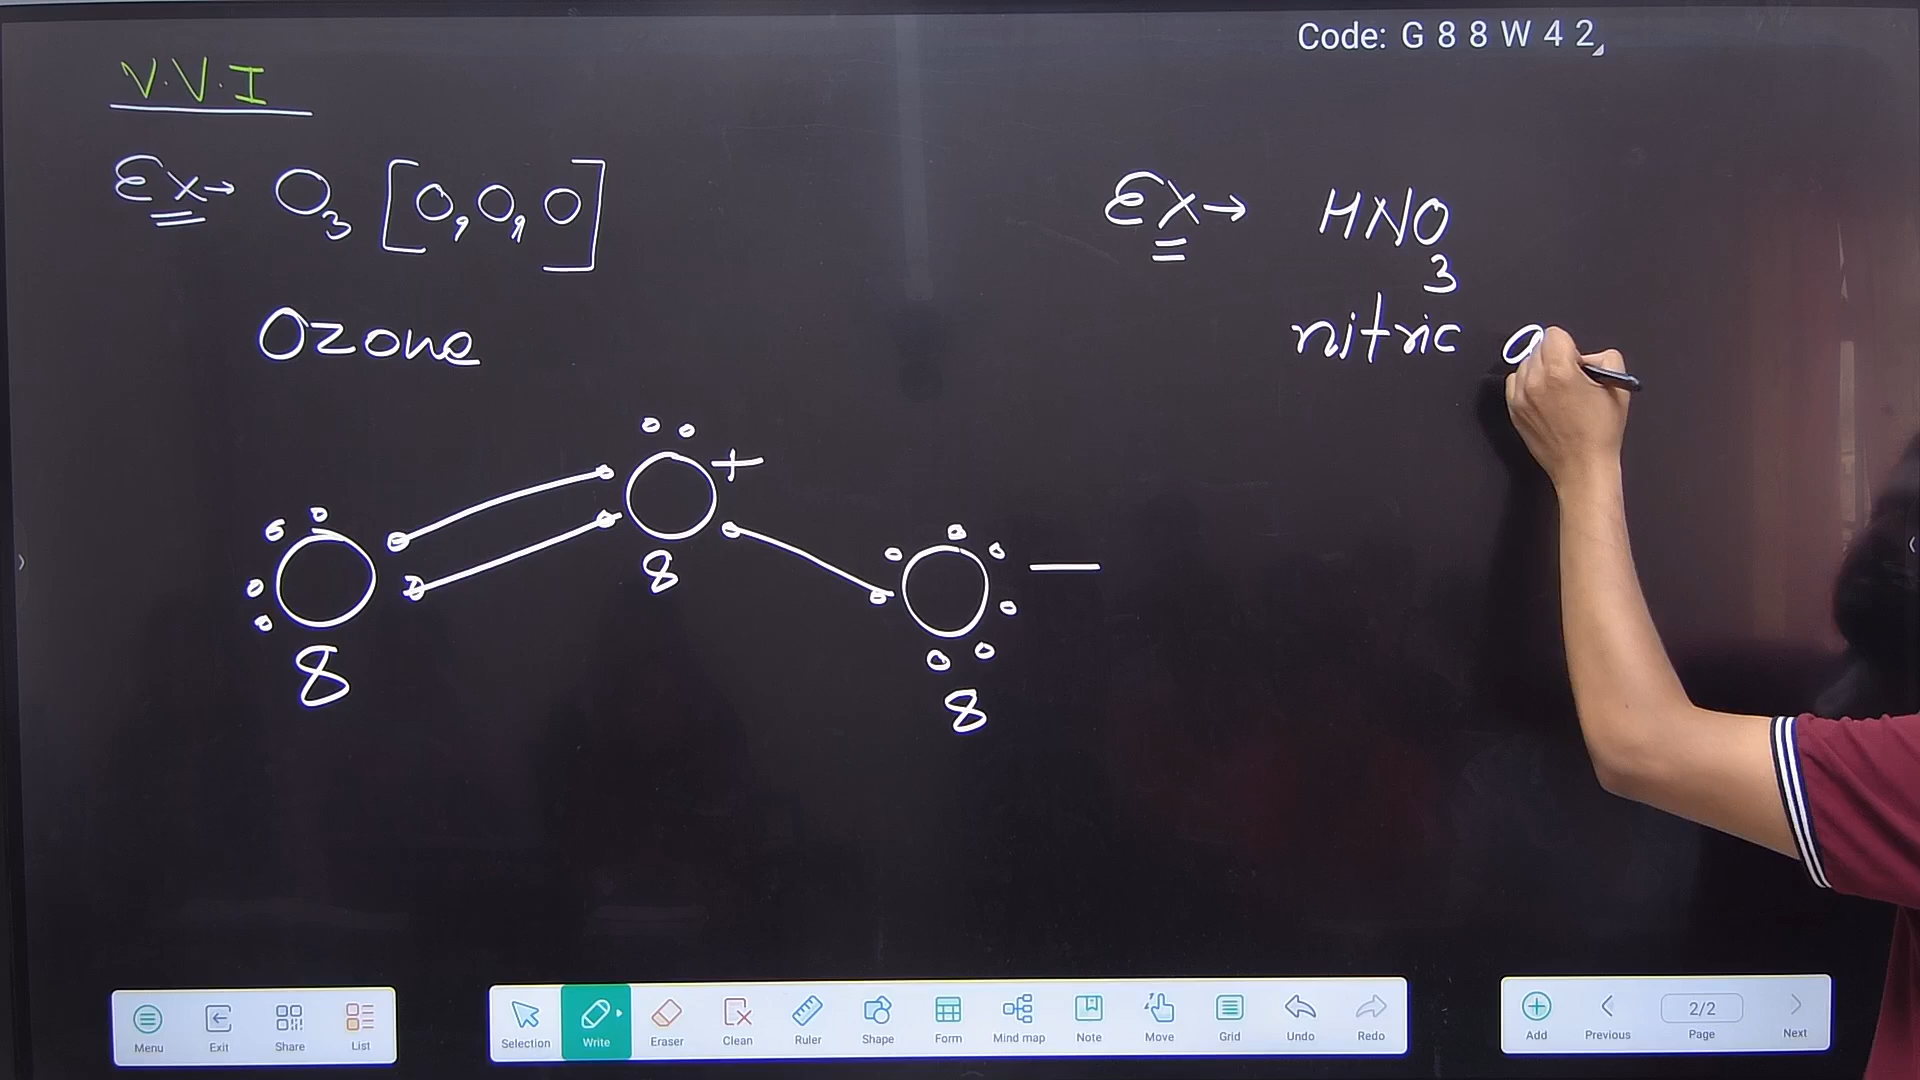 Code: G 8 8 W 4 2
V.V.I
Ex→ O3 [O, O, O]
Ozone
+
8
8
8
—
Ex→ HNO3
nitric a
Menu Exit Share List
Selection Write Eraser Clean Ruler Shape Form Mind map Note Move Grid Undo Redo
Add Previous 2/2 Page Next